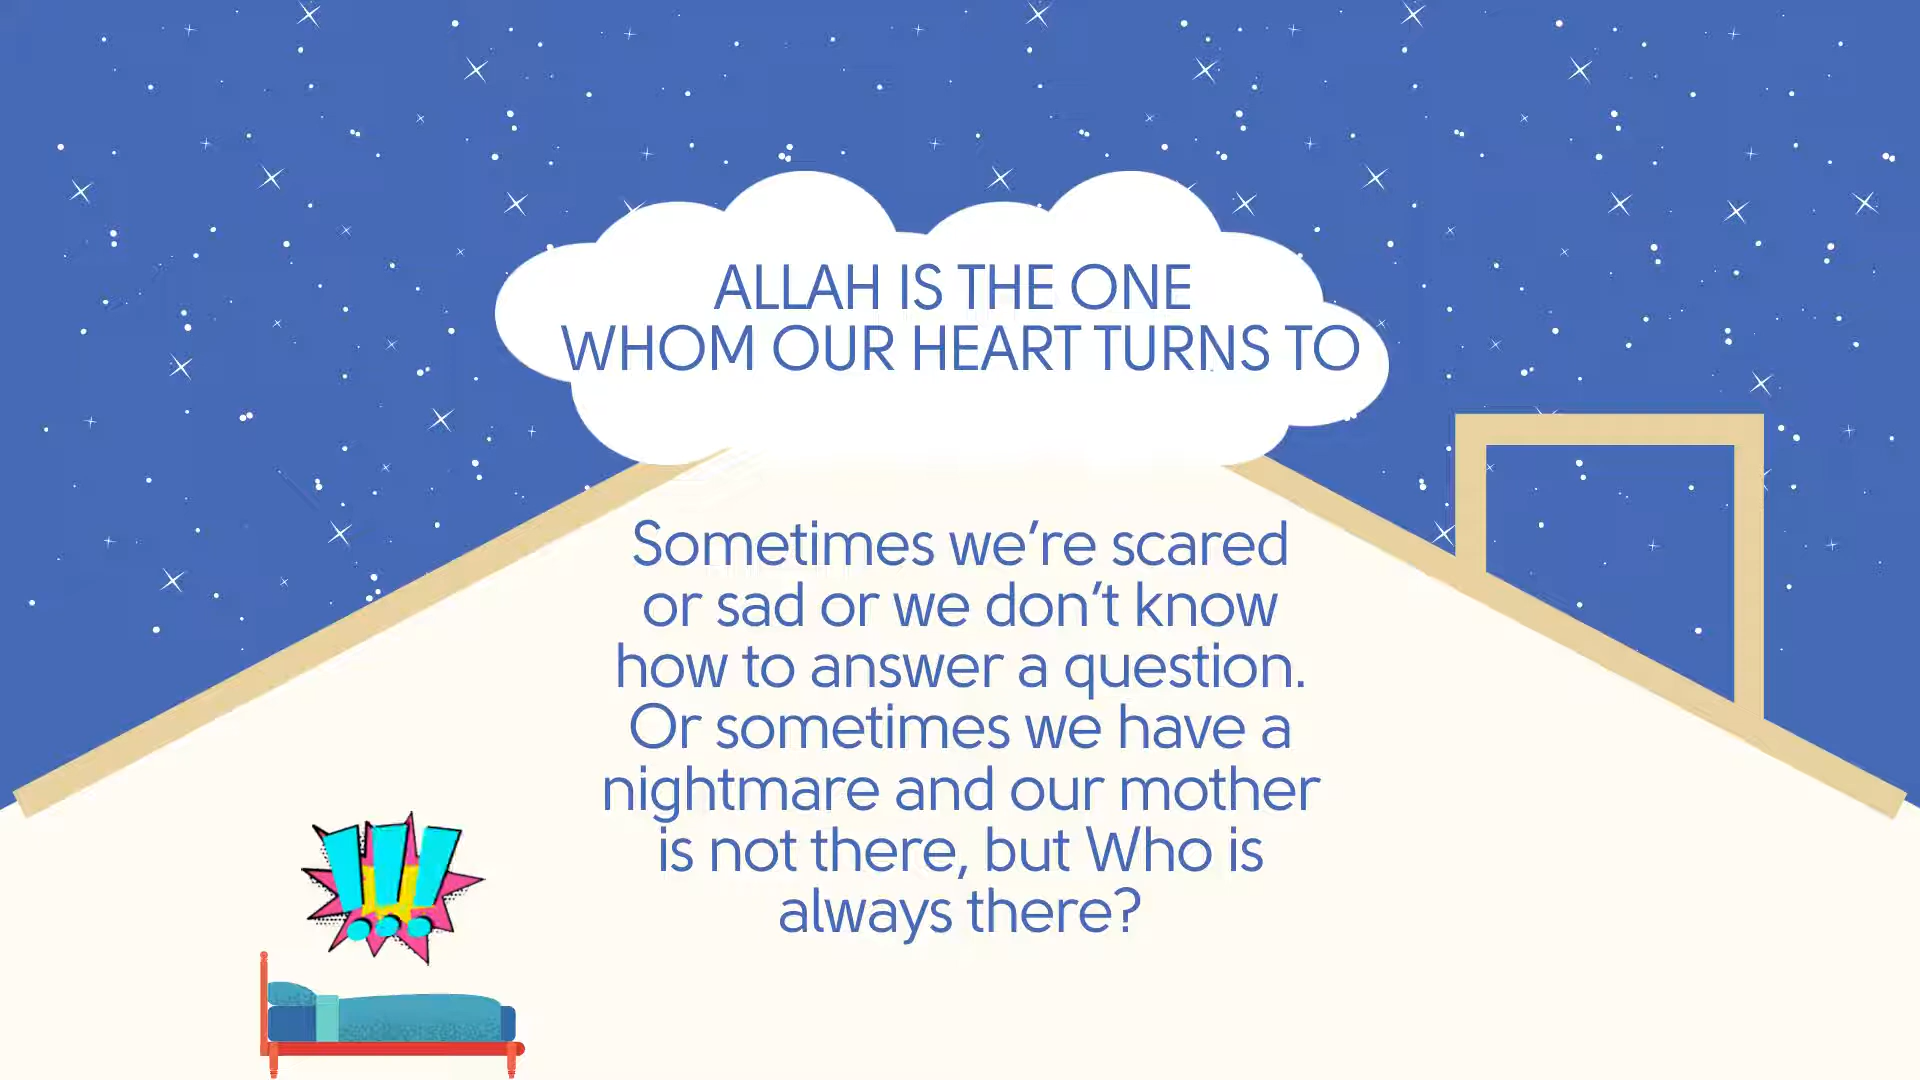 ALLAH IS THE ONE
WHOM OUR HEART TURNS TO
Sometimes we’re scared
or sad or we don’t know
how to answer a question.
Or sometimes we have a
nightmare and our mother
is not there, but Who is
always there?
!!!